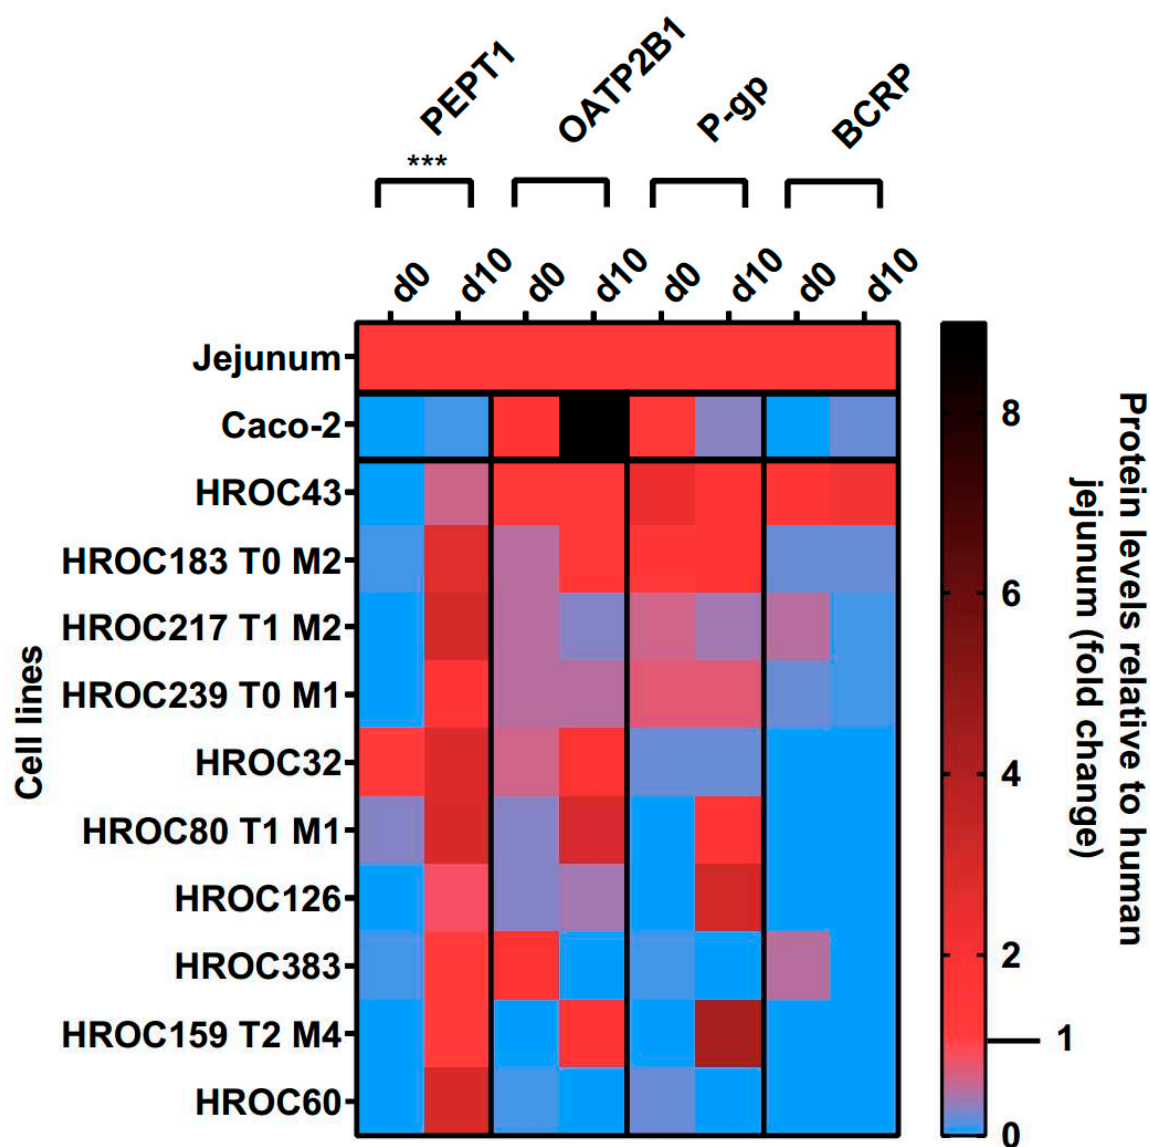 PEPT1
OATP2B1
P-gp
BCRP
***
d0
d10
d0
d10
d0
d10
d0
d10
Jejunum
Caco-2
HROC43
HROC183 T0 M2
HROC217 T1 M2
HROC239 T0 M1
HROC32
HROC80 T1 M1
HROC126
HROC383
HROC159 T2 M4
HROC60
Cell lines
8
6
4
2
1
0
Protein levels relative to human
jejunum (fold change)